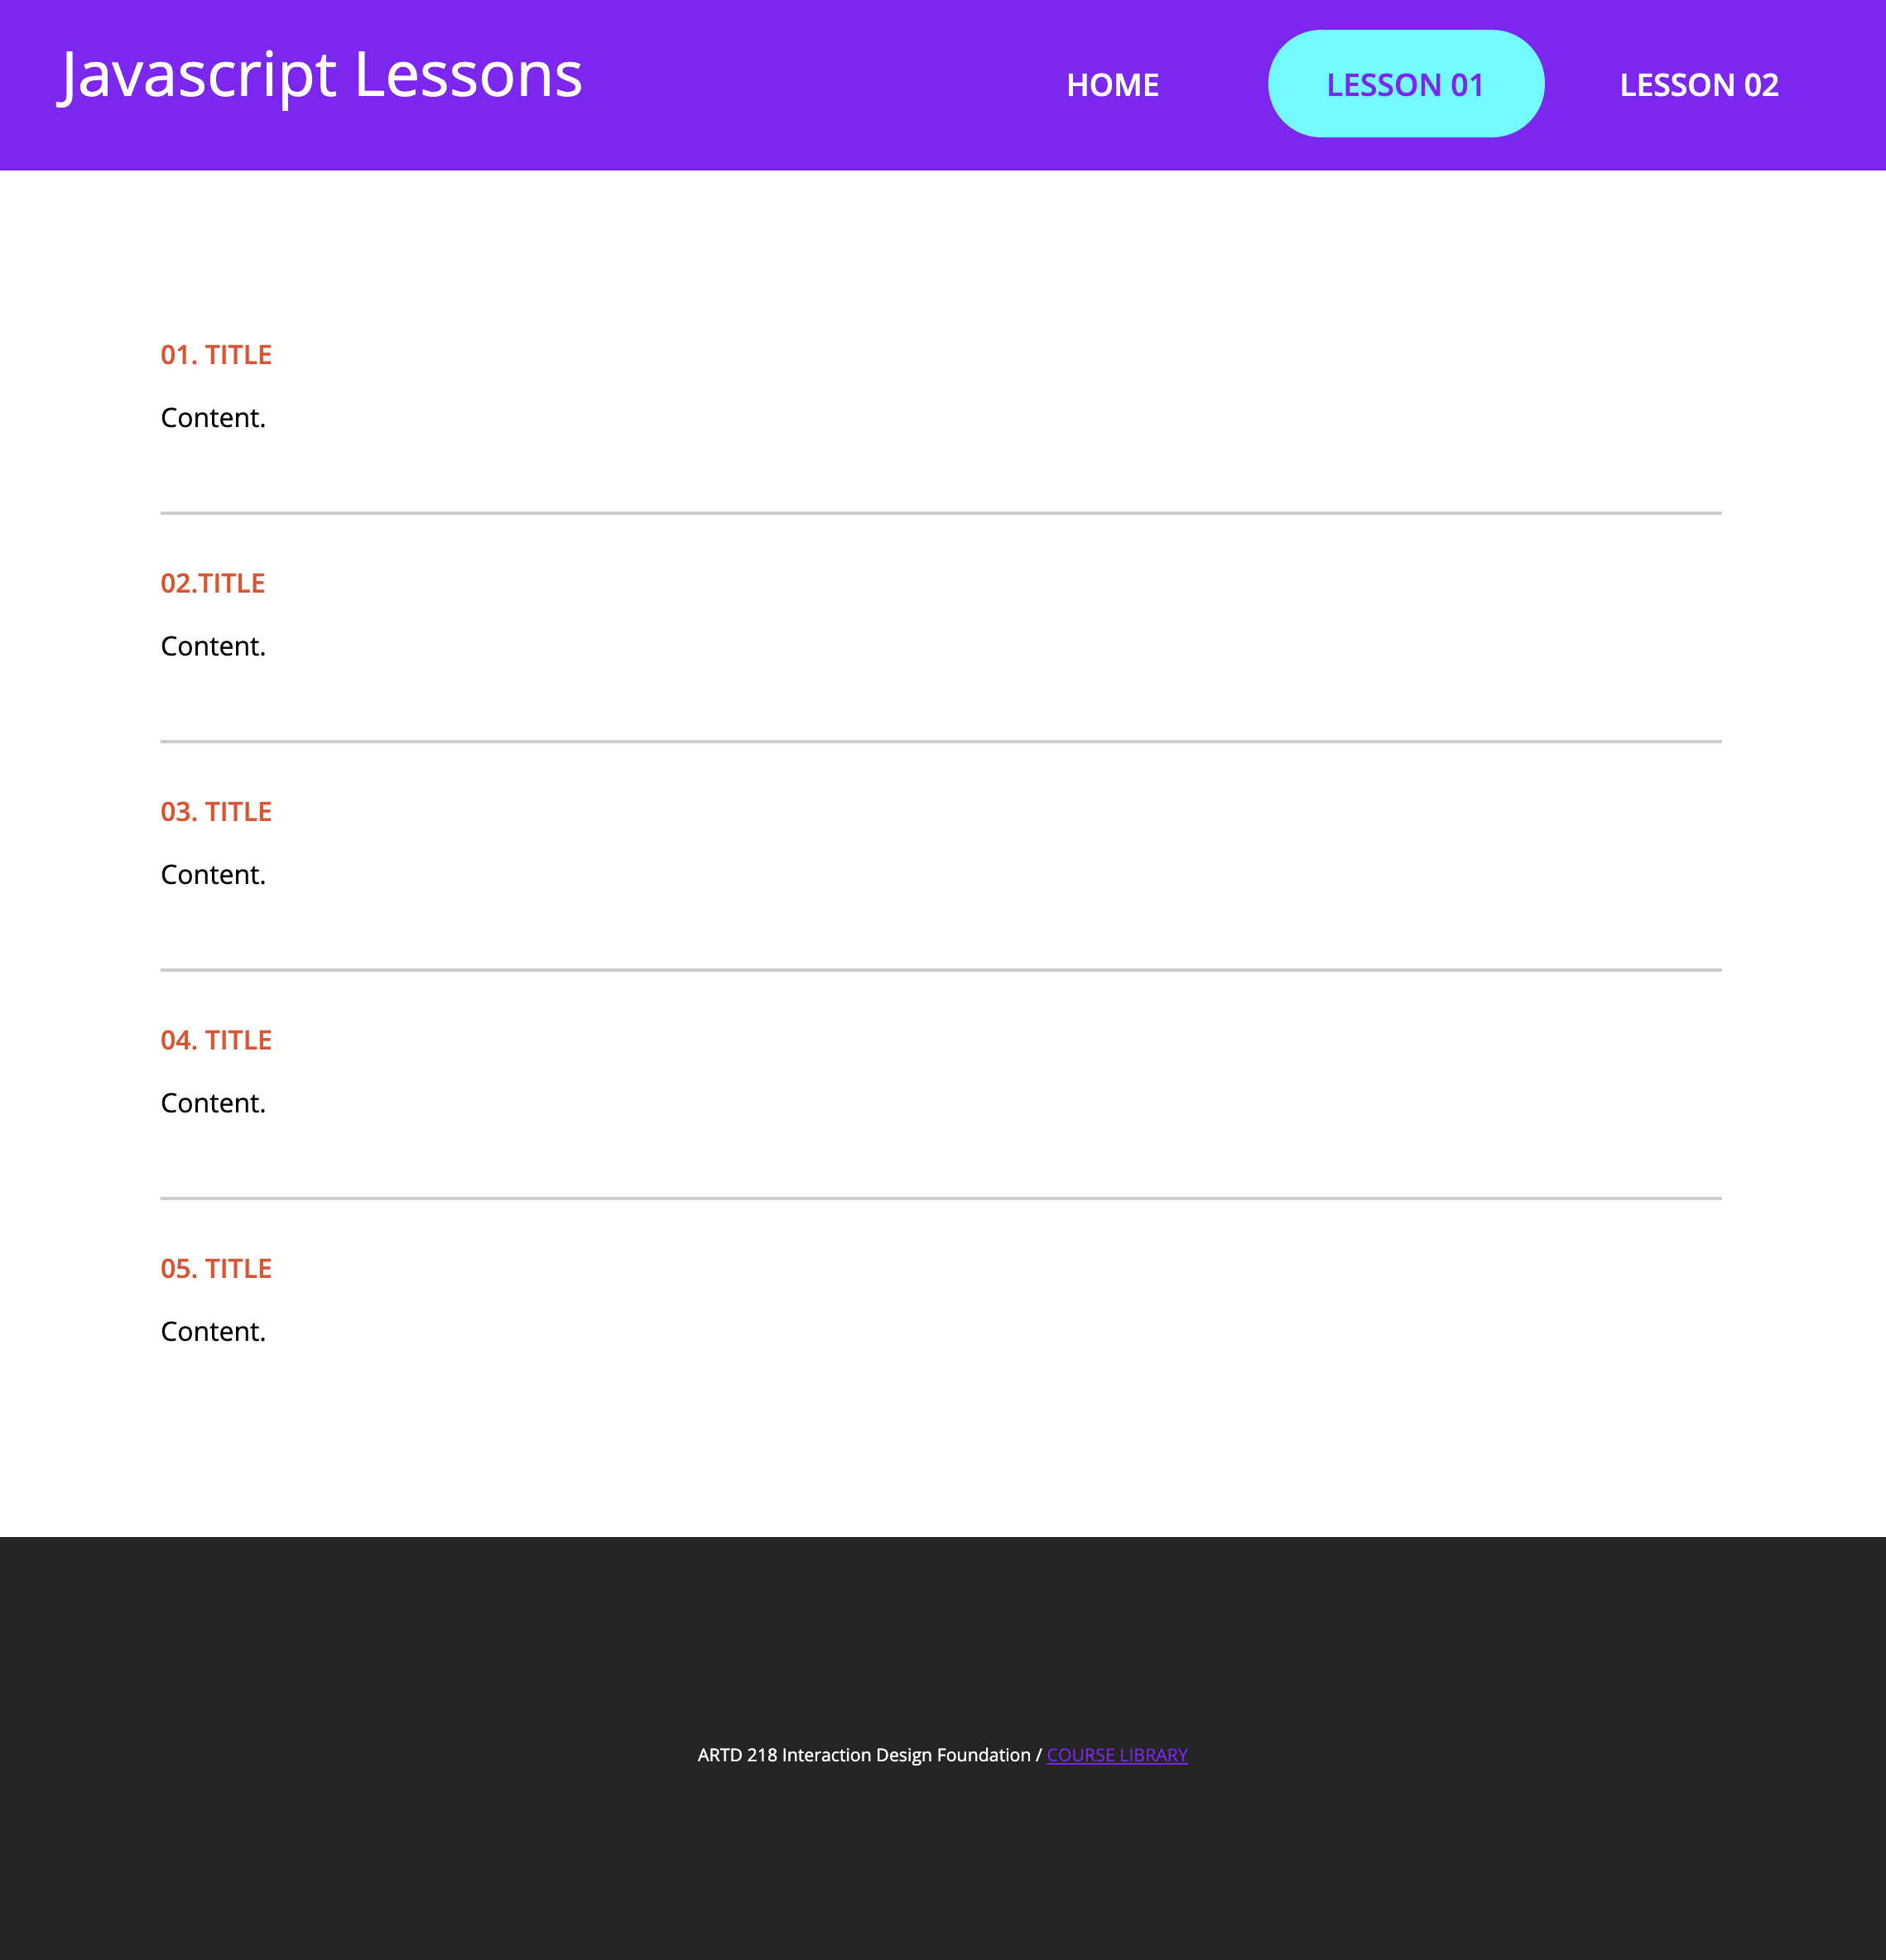 Javascript Lessons
HOME
LESSON 01
LESSON 02
01. TITLE
Content.
02.TITLE
Content.
03. TITLE
Content.
04. TITLE
Content.
05. TITLE
Content.
ARTD 218 Interaction Design Foundation / COURSE LIBRARY